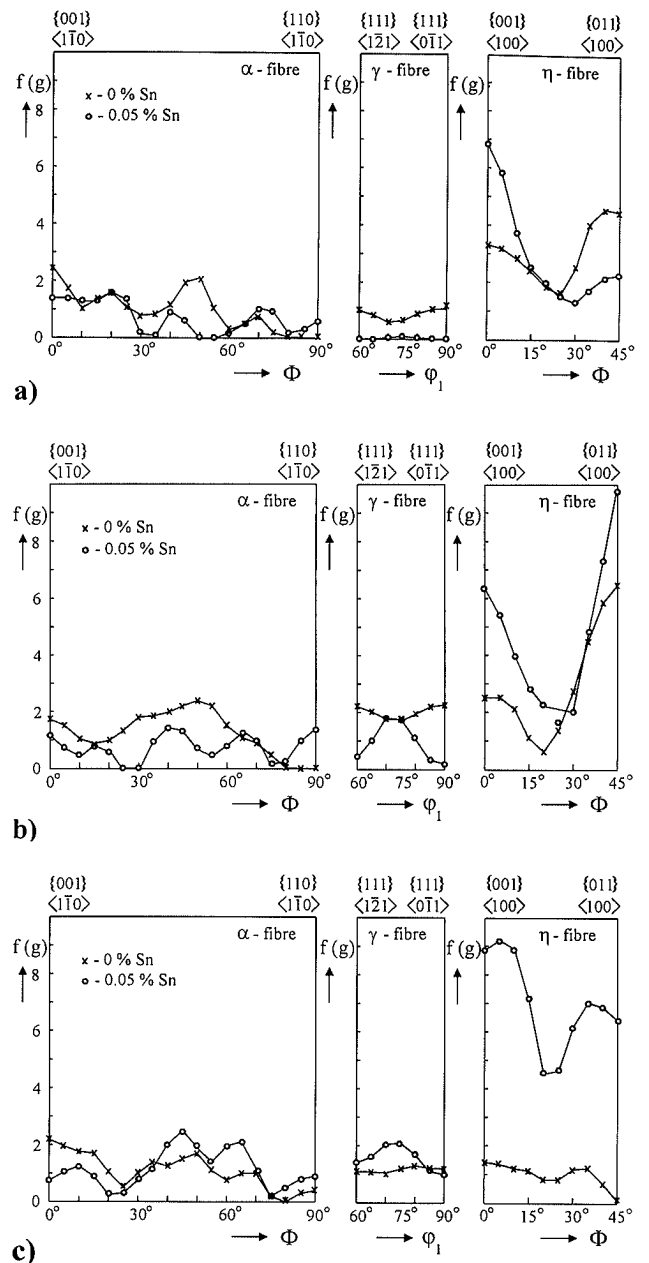 {001} {110} {111} {111} {001} {011}
⟨11̄0⟩ ⟨11̄0⟩ ⟨12̄1⟩ ⟨01̄1⟩ ⟨100⟩ ⟨100⟩
f (g) α - fibre f (g) γ - fibre f (g) η - fibre
8
× - 0 % Sn
o - 0.05 % Sn
6
4
2
0
0° 30° 60° 90° 60° 75° 90° 0° 15° 30° 45°
→ Φ → φ1 → Φ
a)
{001} {110} {111} {111} {001} {011}
⟨11̄0⟩ ⟨11̄0⟩ ⟨12̄1⟩ ⟨01̄1⟩ ⟨100⟩ ⟨100⟩
f (g) α - fibre f (g) γ - fibre f (g) η - fibre
8
× - 0 % Sn
o - 0.05 % Sn
6
4
2
0
0° 30° 60° 90° 60° 75° 90° 0° 15° 30° 45°
→ Φ → φ1 → Φ
b)
{001} {110} {111} {111} {001} {011}
⟨11̄0⟩ ⟨11̄0⟩ ⟨12̄1⟩ ⟨01̄1⟩ ⟨100⟩ ⟨100⟩
f (g) α - fibre f (g) γ - fibre f (g) η - fibre
8
× - 0 % Sn
o - 0.05 % Sn
6
4
2
0
0° 30° 60° 90° 60° 75° 90° 0° 15° 30° 45°
→ Φ → φ1 → Φ
c)